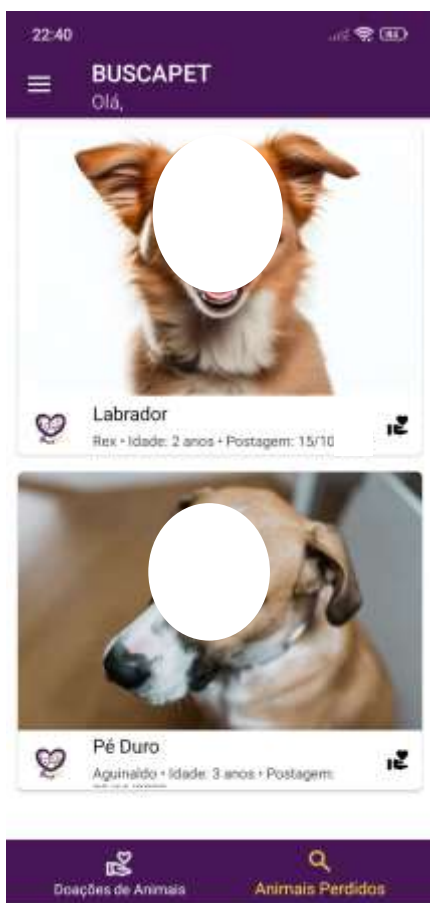 22:40
BUSCAPET
Olá,
Labrador
Rex • Idade: 2 anos • Postagem: 15/10
Pé Duro
Aguinaldo • Idade: 3 anos • Postagem:
Doações de Animais
Animais Perdidos